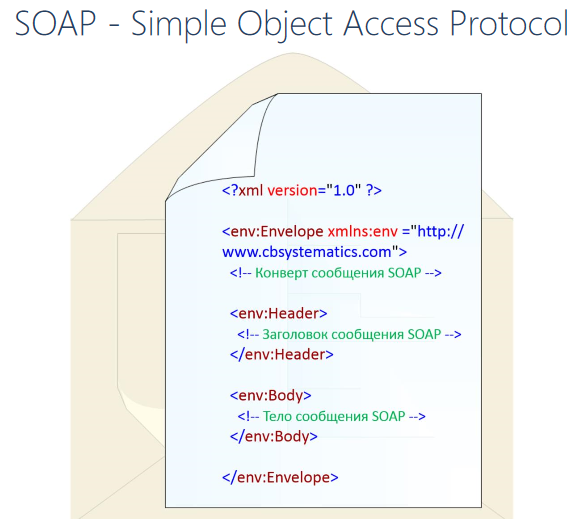 SOAP - Simple Object Access Protocol
<?xml version="1.0" ?>
<env:Envelope xmlns:env ="http://
www.cbsystematics.com">
<!-- Конверт сообщения SOAP -->
<env:Header>
<!-- Заголовок сообщения SOAP -->
</env:Header>
<env:Body>
<!-- Тело сообщения SOAP -->
</env:Body>
</env:Envelope>